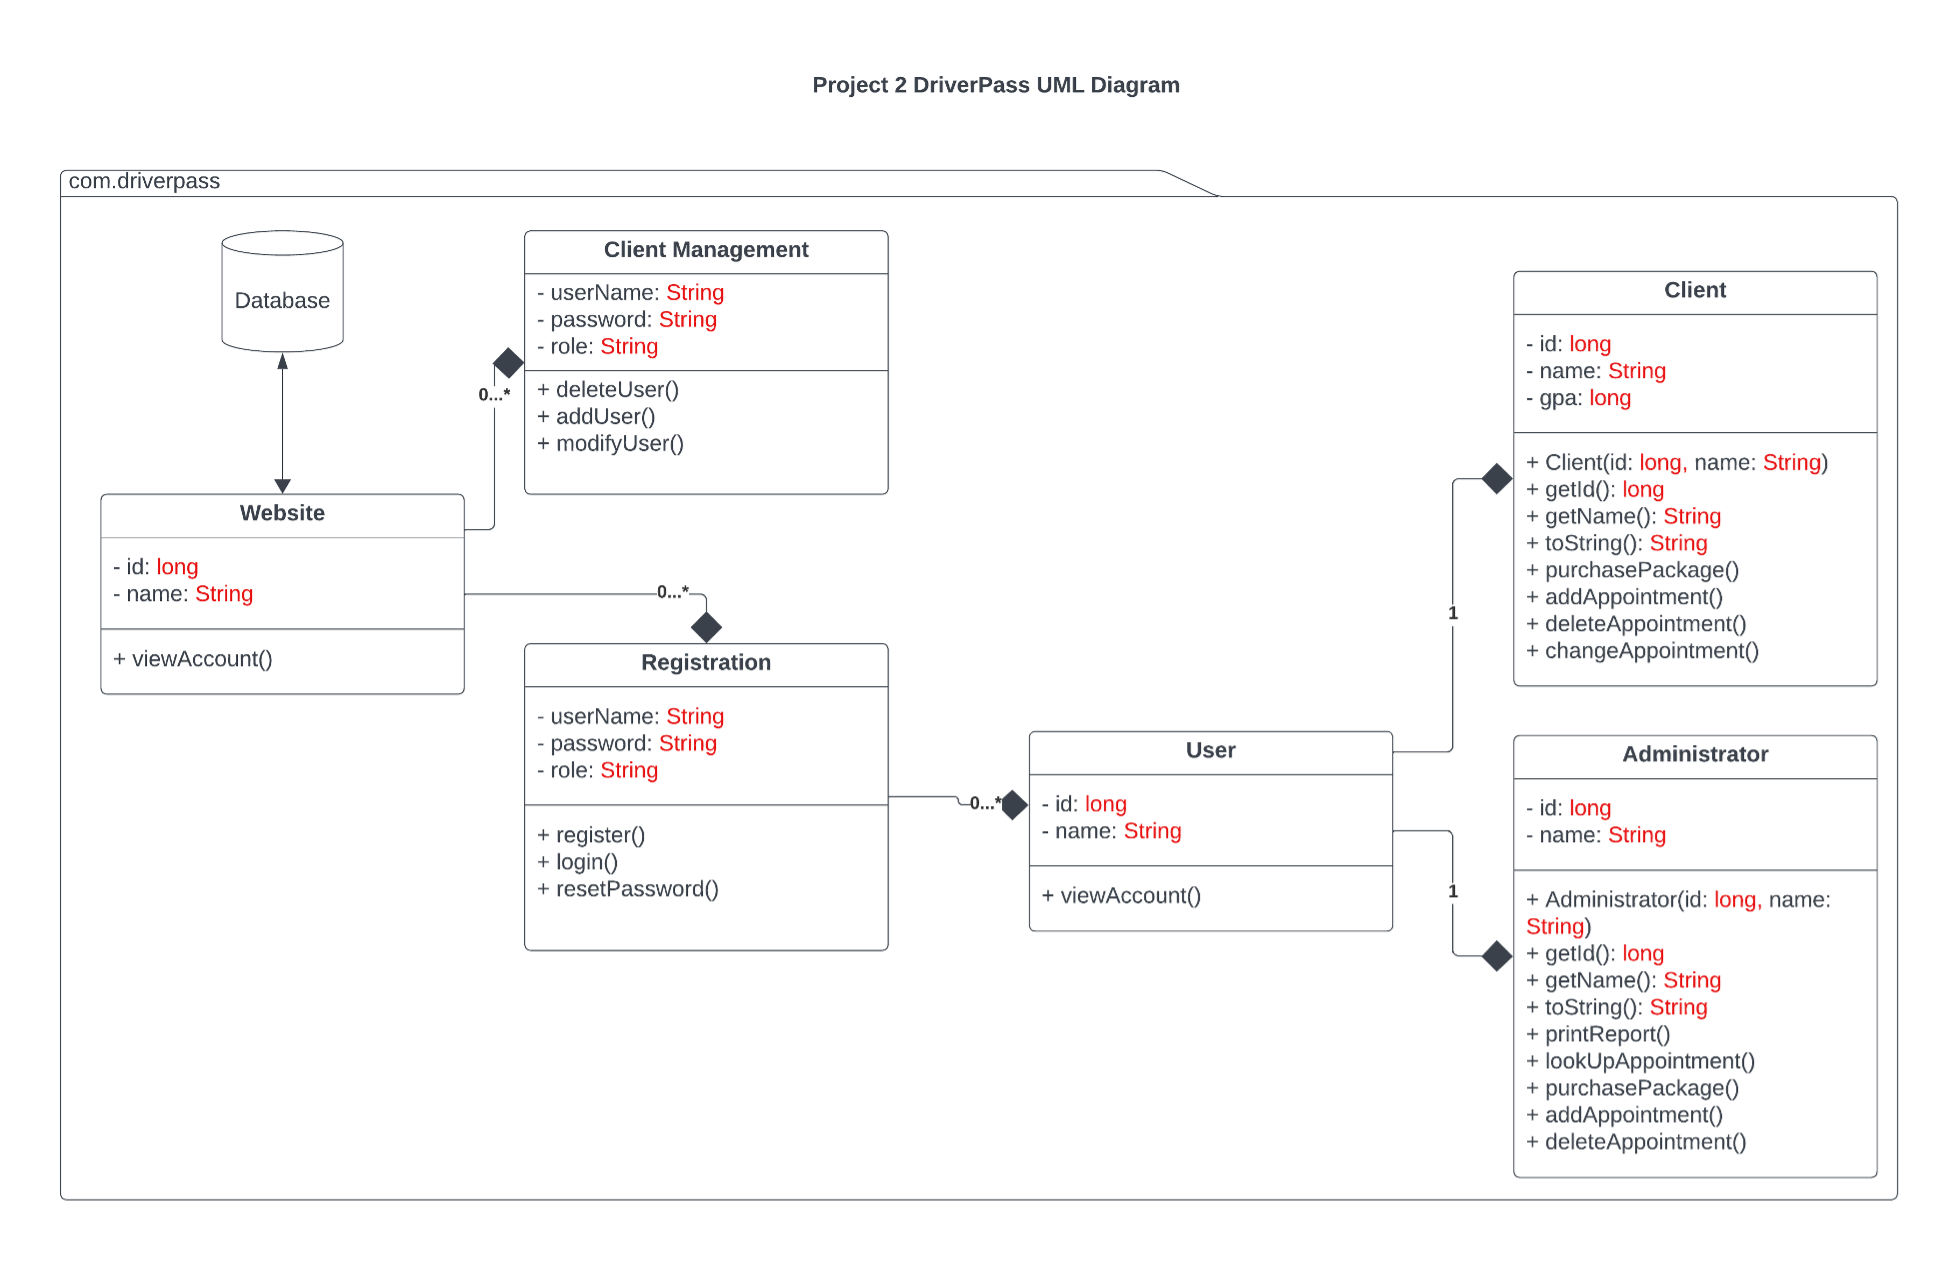 Project 2 DriverPass UML Diagram
com.driverpass
Database
Client Management
- userName: String
- password: String
- role: String
+ deleteUser()
+ addUser()
+ modifyUser()
0...*
Website
- id: long
- name: String
+ viewAccount()
0...*
Registration
- userName: String
- password: String
- role: String
+ register()
+ login()
+ resetPassword()
0...*
User
- id: long
- name: String
+ viewAccount()
1
1
Client
- id: long
- name: String
- gpa: long
+ Client(id: long, name: String)
+ getId(): long
+ getName(): String
+ toString(): String
+ purchasePackage()
+ addAppointment()
+ deleteAppointment()
+ changeAppointment()
Administrator
- id: long
- name: String
+ Administrator(id: long, name:
String)
+ getId(): long
+ getName(): String
+ toString(): String
+ printReport()
+ lookUpAppointment()
+ purchasePackage()
+ addAppointment()
+ deleteAppointment()